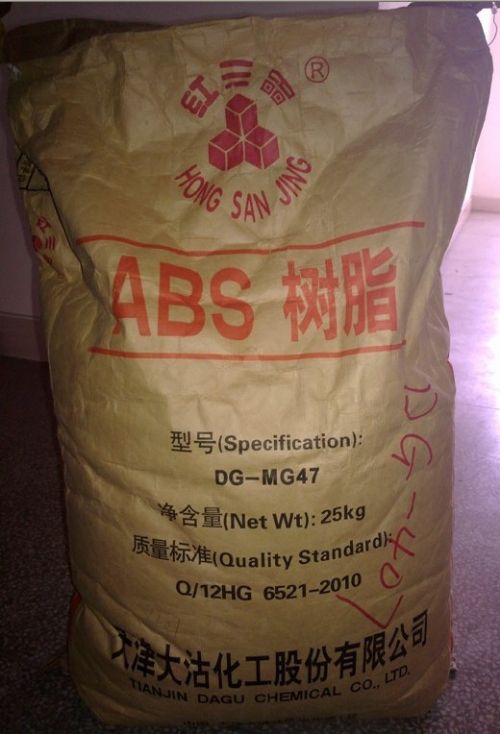 红三晶®
HONG SAN JING
ABS 树脂
型号(Specification):
DG-MG47
净含量(Net Wt): 25kg
质量标准(Quality Standard):
Q/12HG 6521-2010
天津大沽化工股份有限公司
TIANJIN DAGU CHEMICAL CO., LTD.
DG-407